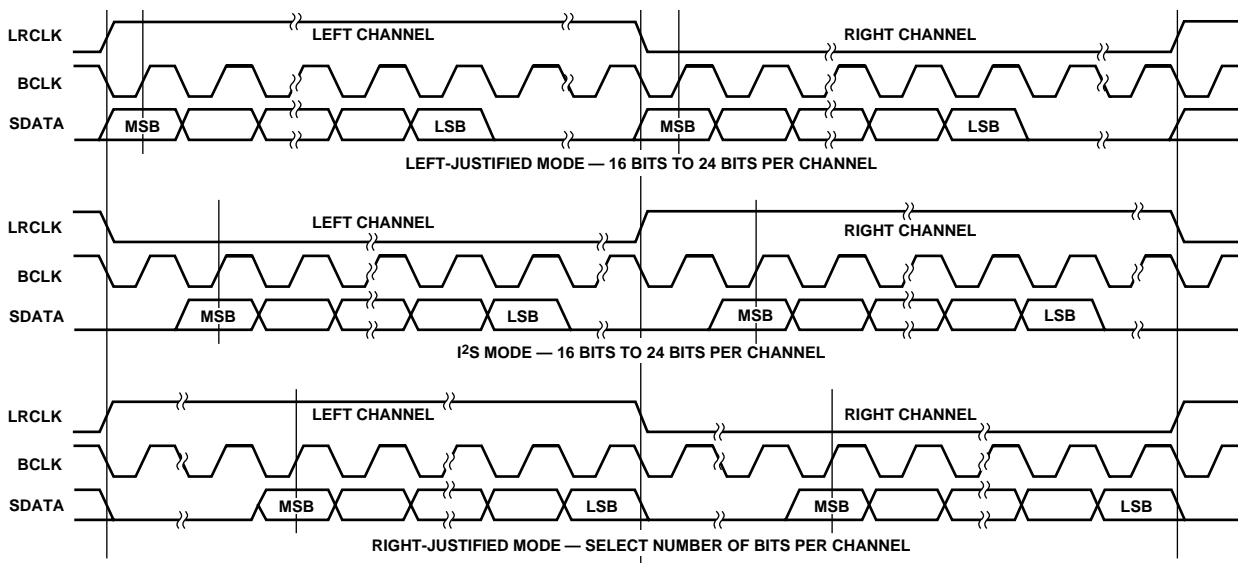 LRCLK LEFT CHANNEL RIGHT CHANNEL
BCLK
SDATA MSB LSB MSB LSB
LEFT-JUSTIFIED MODE — 16 BITS TO 24 BITS PER CHANNEL
LRCLK LEFT CHANNEL RIGHT CHANNEL
BCLK
SDATA MSB LSB MSB LSB
I²S MODE — 16 BITS TO 24 BITS PER CHANNEL
LRCLK LEFT CHANNEL RIGHT CHANNEL
BCLK
SDATA MSB LSB MSB LSB
RIGHT-JUSTIFIED MODE — SELECT NUMBER OF BITS PER CHANNEL